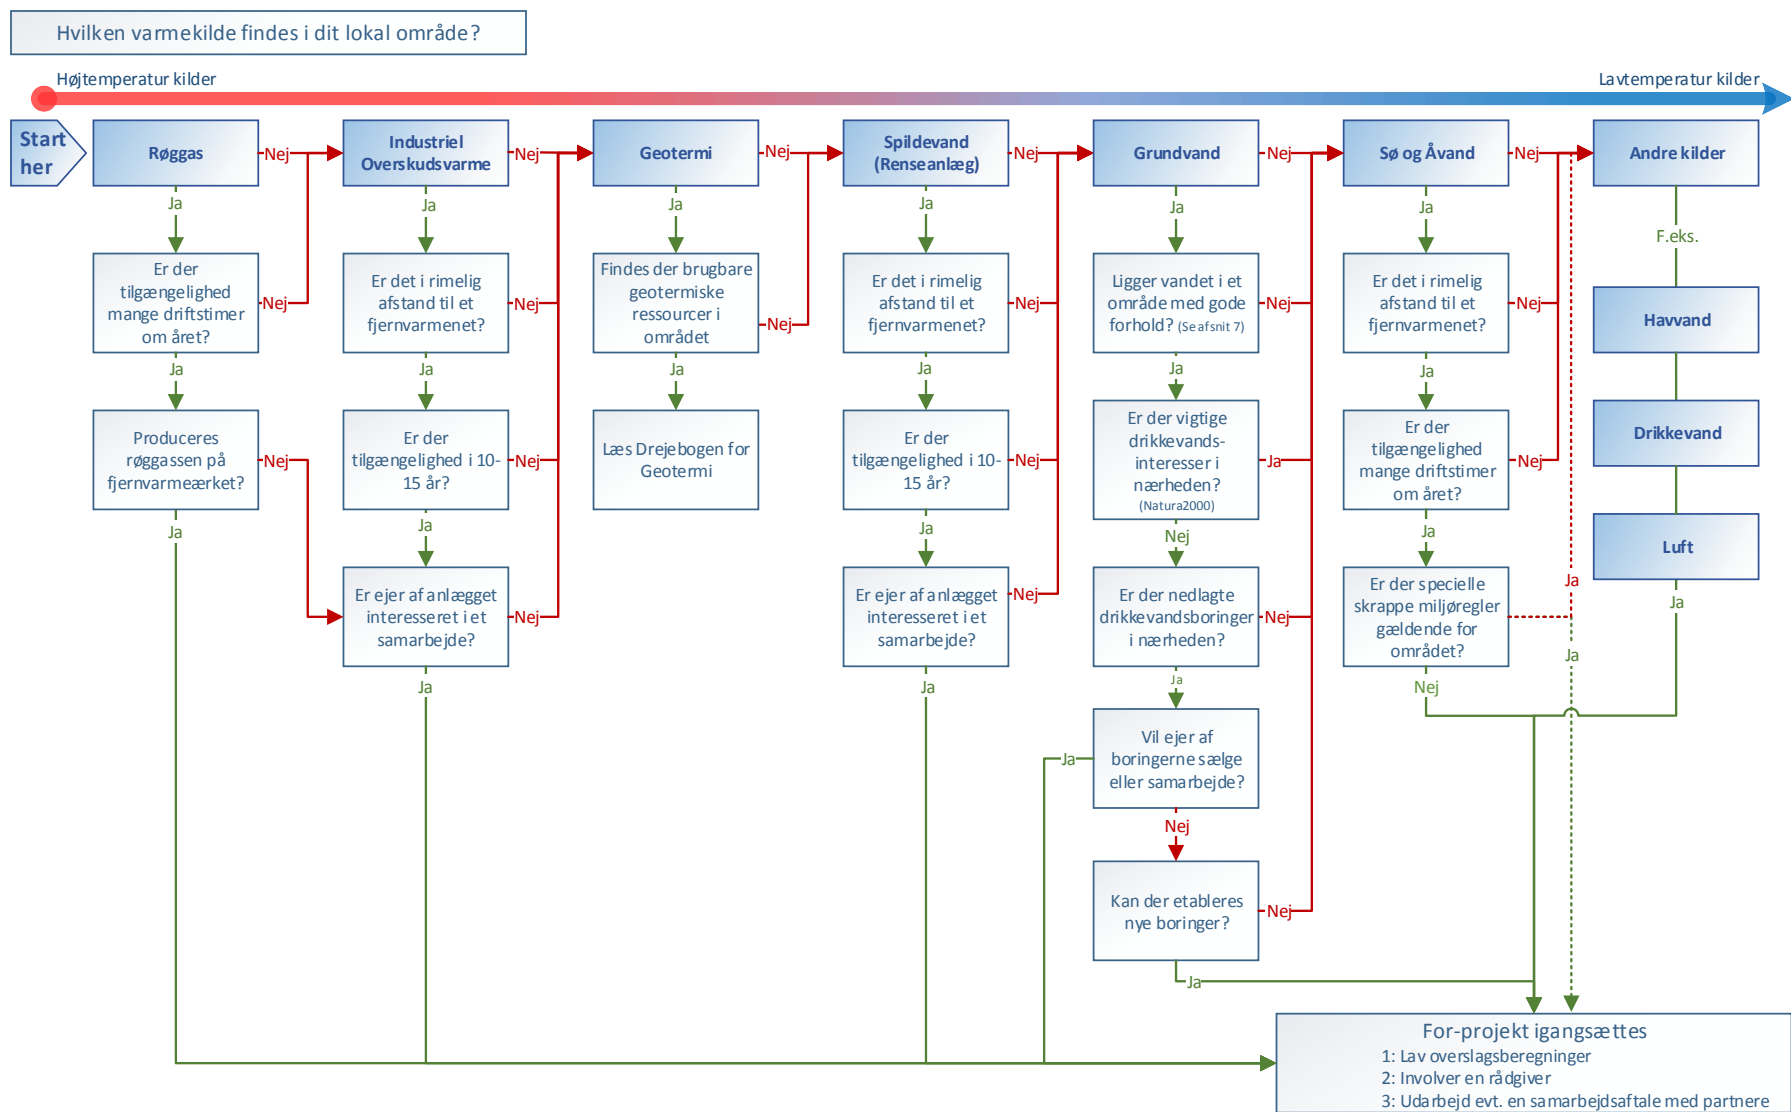 Hvilken varmekilde findes i dit lokal område?
Højtemperatur kilder
Lavtemperatur kilder
Start
her
Røggas
Nej
Industriel
Overskudsvarme
Nej
Geotermi
Nej
Spildevand
(Renseanlæg)
Nej
Grundvand
Nej
Sø og Åvand
Nej
Andre kilder
Ja
Ja
Ja
Ja
Ja
Ja
F.eks.
Er der
tilgængelighed
mange driftstimer
om året?
Nej
Er det i rimelig
afstand til et
fjernvarmenet?
Nej
Findes der brugbare
geotermiske
ressourcer i
området
Nej
Er det i rimelig
afstand til et
fjernvarmenet?
Nej
Ligger vandet i et
område med gode
forhold? (Se afsnit 7)
Nej
Er det i rimelig
afstand til et
fjernvarmenet?
Nej
Havvand
Ja
Ja
Ja
Ja
Ja
Ja
Produceres
røggassen på
fjernvarmeærket?
Nej
Er der
tilgængelighed i 10-
15 år?
Nej
Læs Drejebogen for
Geotermi
Er der
tilgængelighed i 10-
15 år?
Nej
Er der vigtige
drikkevands-
interesser i
nærheden?
(Natura2000)
Ja
Er der
tilgængelighed
mange driftstimer
om året?
Nej
Drikkevand
Ja
Ja
Ja
Nej
Ja
Luft
Er ejer af anlægget
interesseret i et
samarbejde?
Nej
Er ejer af anlægget
interesseret i et
samarbejde?
Nej
Er der nedlagte
drikkevandsboringer
i nærheden?
Nej
Er der specielle
skrappe miljøregler
gældende for
området?
Ja
Ja
Ja
Ja
Ja
Ja
Nej
Vil ejer af
boringerne sælge
eller samarbejde?
Ja
Nej
Kan der etableres
nye boringer?
Nej
Ja
For-projekt igangsættes
1: Lav overslagsberegninger
2: Involver en rådgiver
3: Udarbejd evt. en samarbejdsaftale med partnere